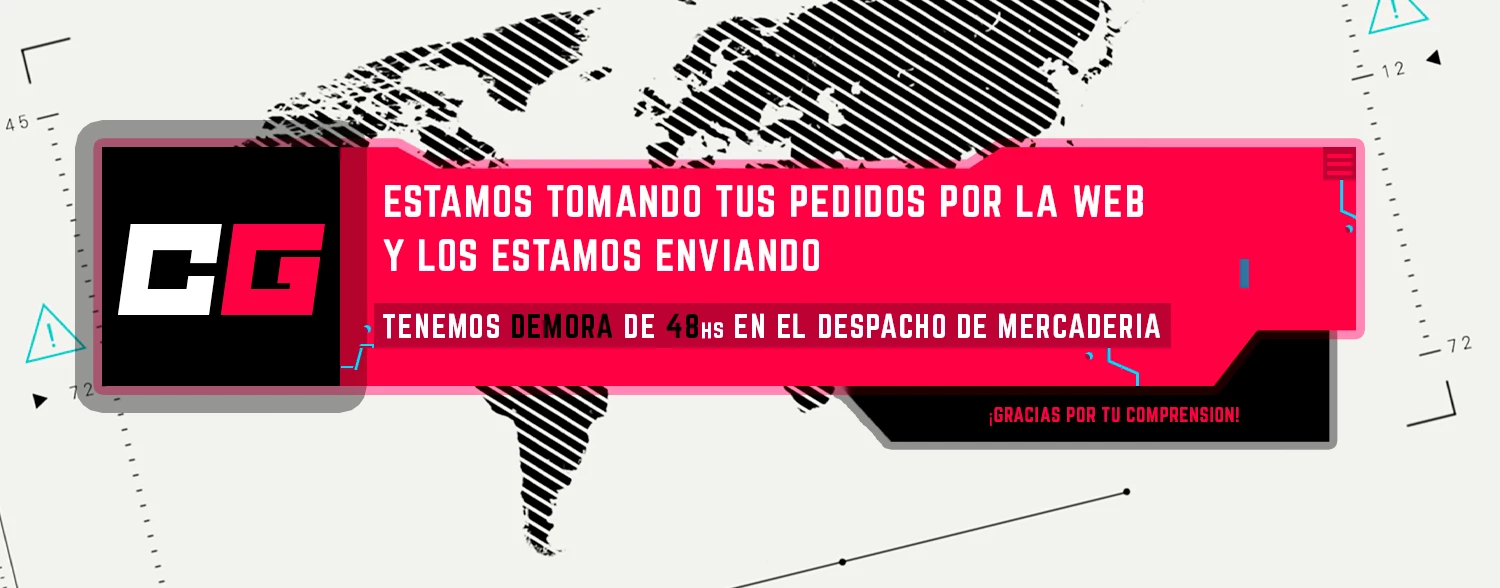 12
45
CG
ESTAMOS TOMANDO TUS PEDIDOS POR LA WEB
Y LOS ESTAMOS ENVIANDO
TENEMOS DEMORA DE 48HS EN EL DESPACHO DE MERCADERIA
72
72
¡GRACIAS POR TU COMPRENSION!